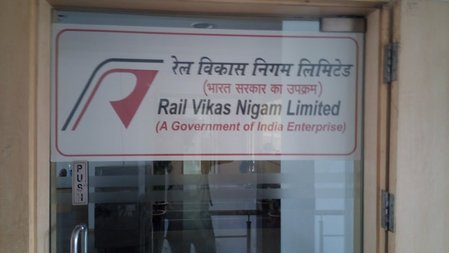 रेल विकास निगम लिमिटेड
(भारत सरकार का उपक्रम)
Rail Vikas Nigam Limited
(A Government of India Enterprise)
PUSH